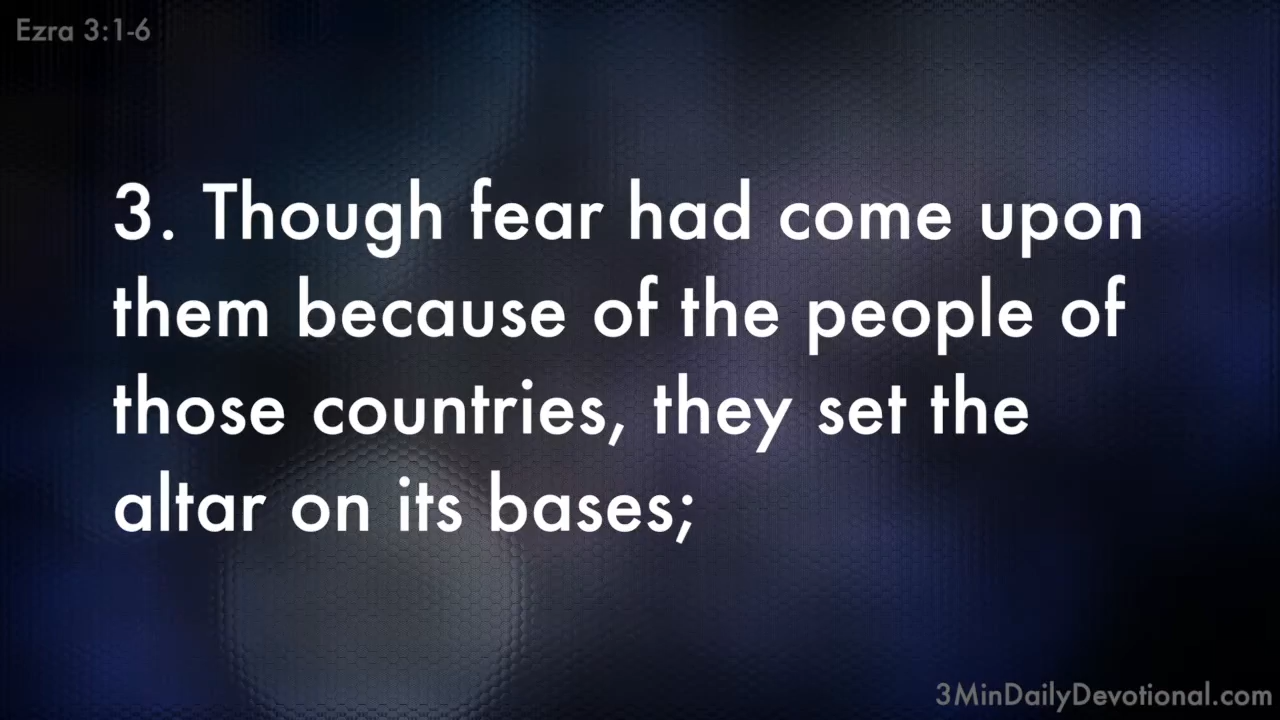 Ezra 3:1-6
3. Though fear had come upon
them because of the people of
those countries, they set the
altar on its bases;
3MinDailyDevotional.com